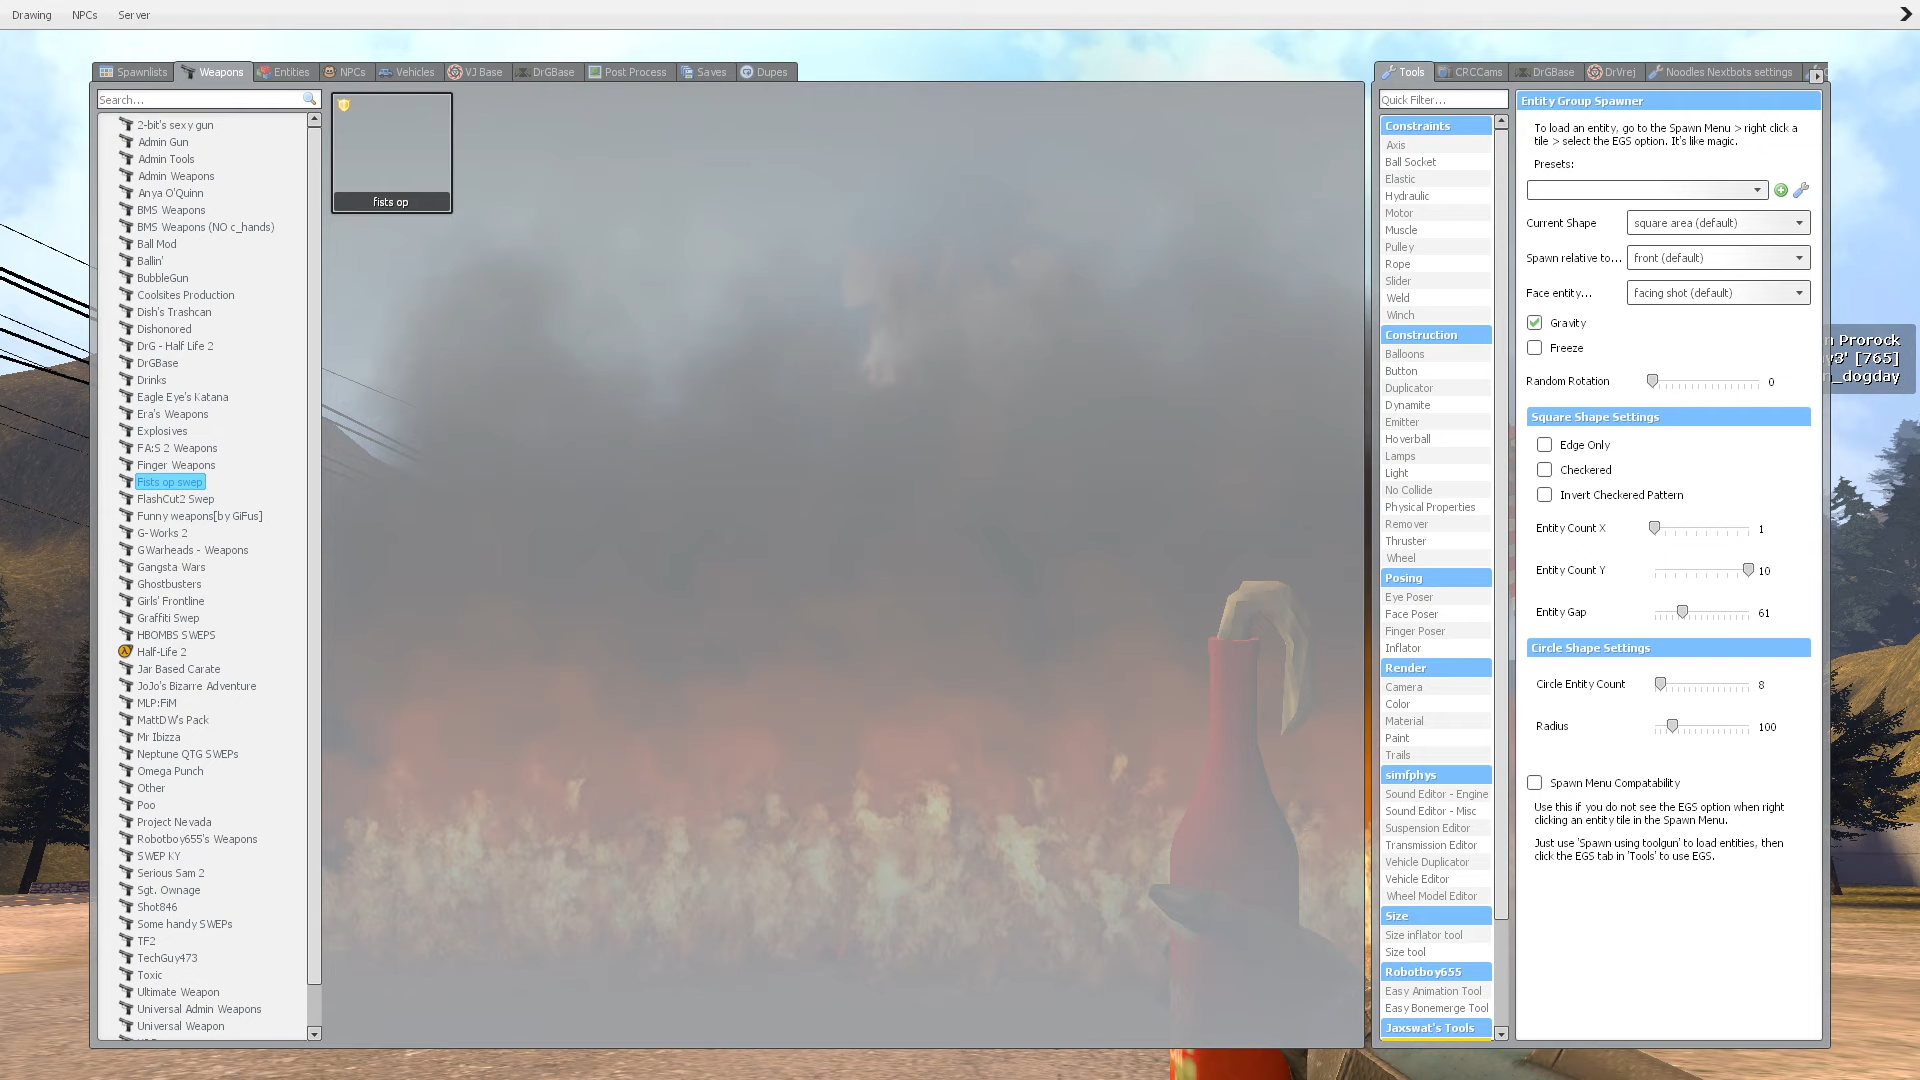 Drawing NPCs Server
Spawnlists Weapons Entities NPCs Vehicles VJ Base DrGBase Post Process Saves Dupes
Search...
2-bit's sexy gun
Admin Gun
Admin Tools
Admin Weapons
Anya O'Quinn
BMS Weapons
BMS Weapons (NO c_hands)
Ball Mod
Ballin'
BubbleGun
Coolsites Production
Dish's Trashcan
Dishonored
DrG - Half Life 2
DrGBase
Drinks
Eagle Eye's Katana
Era's Weapons
Explosives
FA:S 2 Weapons
Finger Weapons
Fists op swep
FlashCut2 Swep
Funny weapons[by GiFus]
G-Works 2
GWarheads - Weapons
Gangsta Wars
Ghostbusters
Girls' Frontline
Graffiti Swep
HBOMBS SWEPS
Half-Life 2
Jar Based Carate
JoJo's Bizarre Adventure
MLP:FiM
MattDW's Pack
Mr Ibizza
Neptune QTG SWEPs
Omega Punch
Other
Poo
Project Nevada
Robotboy655's Weapons
SWEP KY
Serious Sam 2
Sgt. Ownage
Shot846
Some handy SWEPs
TF2
TechGuy473
Toxic
Ultimate Weapon
Universal Admin Weapons
Universal Weapon
fists op
Tools CRCCams DrGBase DrVrej Noodles Nextbots settings
Quick Filter...
Constraints
Axis
Ball Socket
Elastic
Hydraulic
Motor
Muscle
Pulley
Rope
Slider
Weld
Winch
Construction
Balloons
Button
Duplicator
Dynamite
Emitter
Hoverball
Lamps
Light
No Collide
Physical Properties
Remover
Thruster
Wheel
Posing
Eye Poser
Face Poser
Finger Poser
Inflator
Render
Camera
Color
Material
Paint
Trails
simfphys
Sound Editor - Engine
Sound Editor - Misc
Suspension Editor
Transmission Editor
Vehicle Duplicator
Vehicle Editor
Wheel Model Editor
Size
Size inflator tool
Size tool
Robotboy655
Easy Animation Tool
Easy Bonemerge Tool
Jaxswat's Tools
Entity Group Spawner
To load an entity, go to the Spawn Menu > right click a
tile > select the EGS option. It's like magic.
Presets:
Current Shape square area (default)
Spawn relative to... front (default)
Face entity... facing shot (default)
Gravity
Freeze
Random Rotation 0
Square Shape Settings
Edge Only
Checkered
Invert Checkered Pattern
Entity Count X 1
Entity Count Y 10
Entity Gap 61
Circle Shape Settings
Circle Entity Count 8
Radius 100
Spawn Menu Compatability
Use this if you do not see the EGS option when right
clicking an entity tile in the Spawn Menu.
Just use 'Spawn using toolgun' to load entities, then
click the EGS tab in 'Tools' to use EGS.
n Prorock
v3' [765]
n_dogday